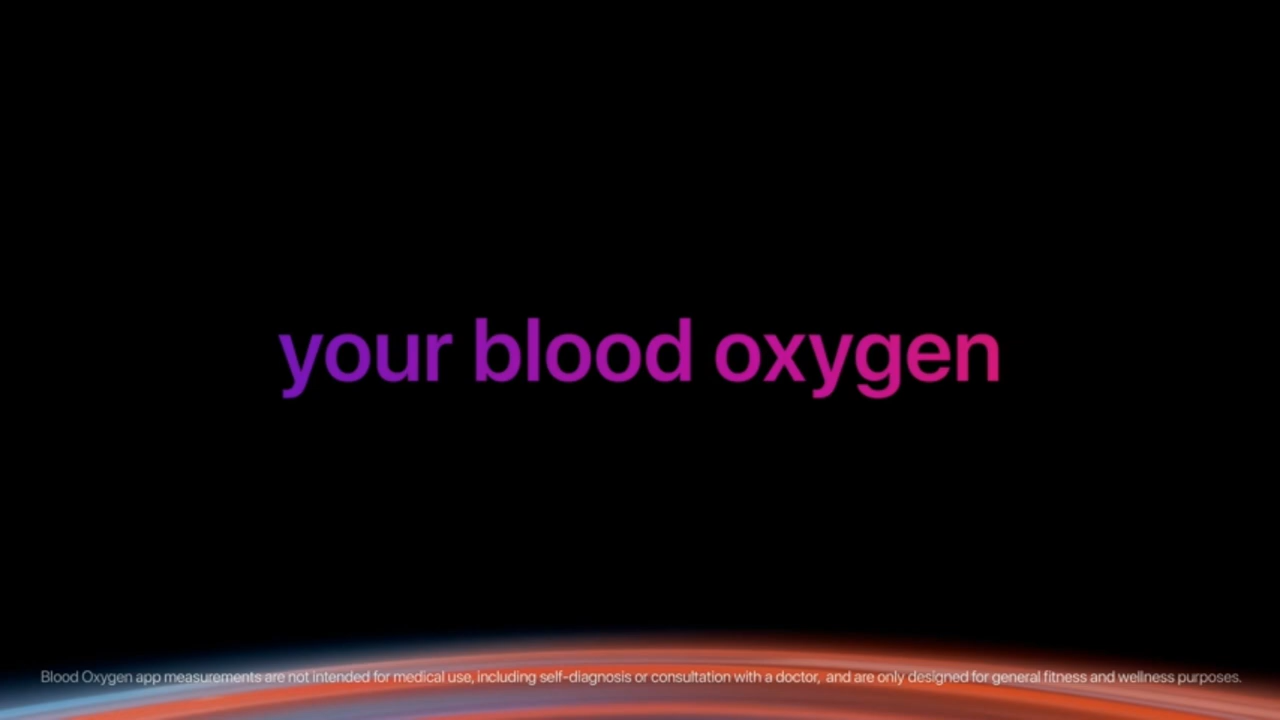 your blood oxygen
Blood Oxygen app measurements are not intended for medical use, including self-diagnosis or consultation with a doctor, and are only designed for general fitness and wellness purposes.